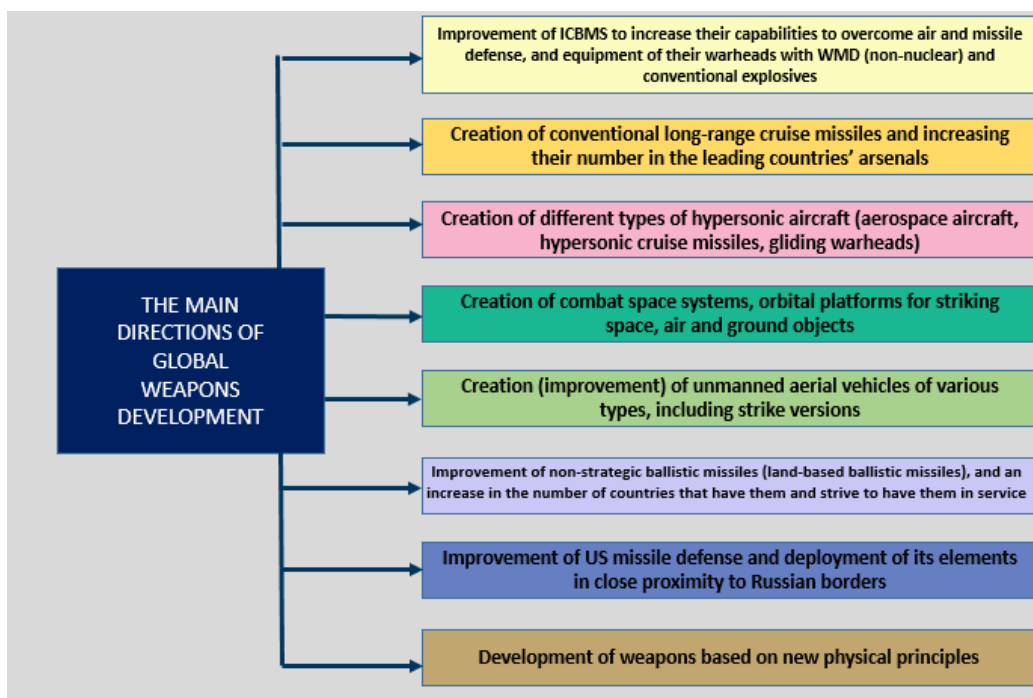 Improvement of ICBMS to increase their capabilities to overcome air and missile
defense, and equipment of their warheads with WMD (non-nuclear) and
conventional explosives
Creation of conventional long-range cruise missiles and increasing
their number in the leading countries' arsenals
Creation of different types of hypersonic aircraft (aerospace aircraft,
hypersonic cruise missiles, gliding warheads)
THE MAIN
DIRECTIONS OF
GLOBAL
WEAPONS
DEVELOPMENT
Creation of combat space systems, orbital platforms for striking
space, air and ground objects
Creation (improvement) of unmanned aerial vehicles of various
types, including strike versions
Improvement of non-strategic ballistic missiles (land-based ballistic missiles), and an
increase in the number of countries that have them and strive to have them in service
Improvement of US missile defense and deployment of its elements
in close proximity to Russian borders
Development of weapons based on new physical principles